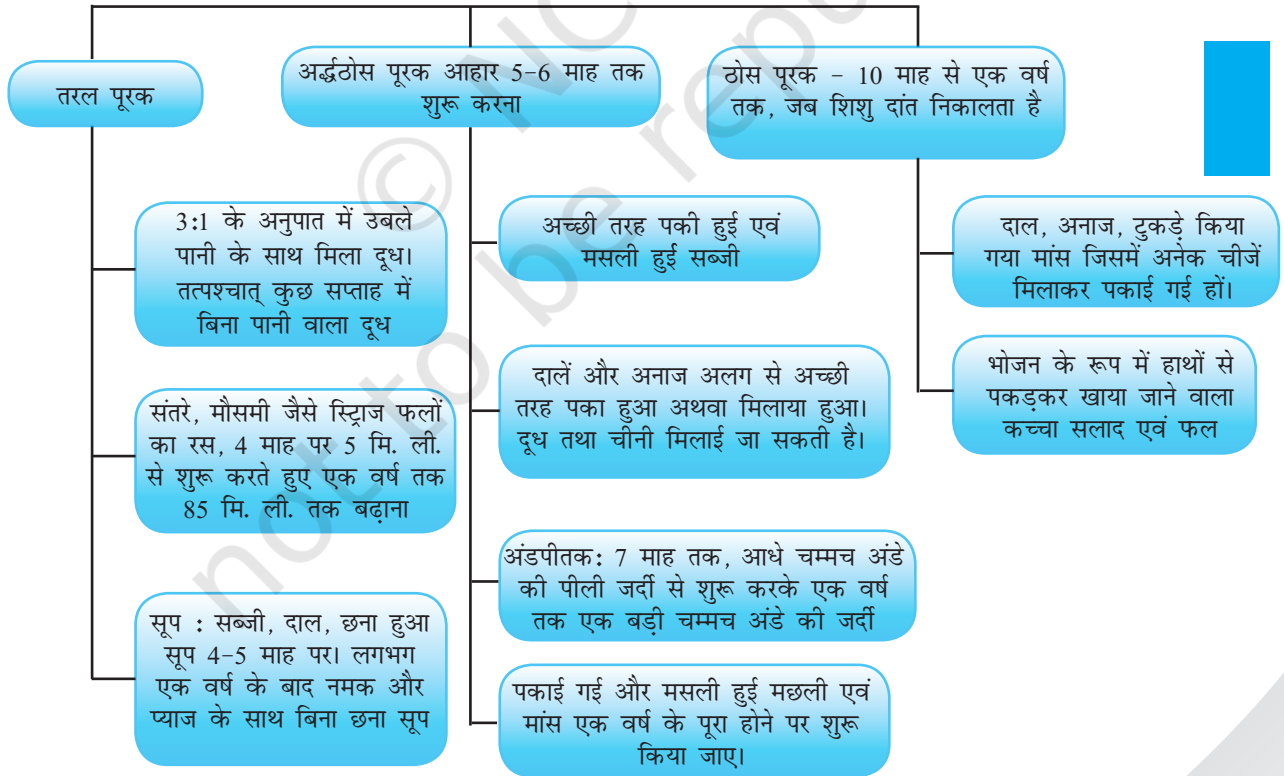 तरल पूरक
3:1 के अनुपात में उबले
पानी के साथ मिला दूध।
तत्पश्चात् कुछ सप्ताह में
बिना पानी वाला दूध
संतरे, मौसमी जैसे स्ट्रिाज फलों
का रस, 4 माह पर 5 मि. ली.
से शुरू करते हुए एक वर्ष तक
85 मि. ली. तक बढ़ाना
सूप : सब्जी, दाल, छना हुआ
सूप 4-5 माह पर। लगभग
एक वर्ष के बाद नमक और
प्याज के साथ बिना छना सूप
अर्द्धठोस पूरक आहार 5-6 माह तक
शुरू करना
अच्छी तरह पकी हुई एवं
मसली हुई सब्जी
दालें और अनाज अलग से अच्छी
तरह पका हुआ अथवा मिलाया हुआ।
दूध तथा चीनी मिलाई जा सकती है।
अंडपीतक: 7 माह तक, आधे चम्मच अंडे
की पीली जर्दी से शुरू करके एक वर्ष
तक एक बड़ी चम्मच अंडे की जर्दी
पकाई गई और मसली हुई मछली एवं
मांस एक वर्ष के पूरा होने पर शुरू
किया जाए।
ठोस पूरक - 10 माह से एक वर्ष
तक, जब शिशु दांत निकालता है
दाल, अनाज, टुकड़े किया
गया मांस जिसमें अनेक चीजें
मिलाकर पकाई गई हों।
भोजन के रूप में हाथों से
पकड़कर खाया जाने वाला
कच्चा सलाद एवं फल
© NC
not to be repu